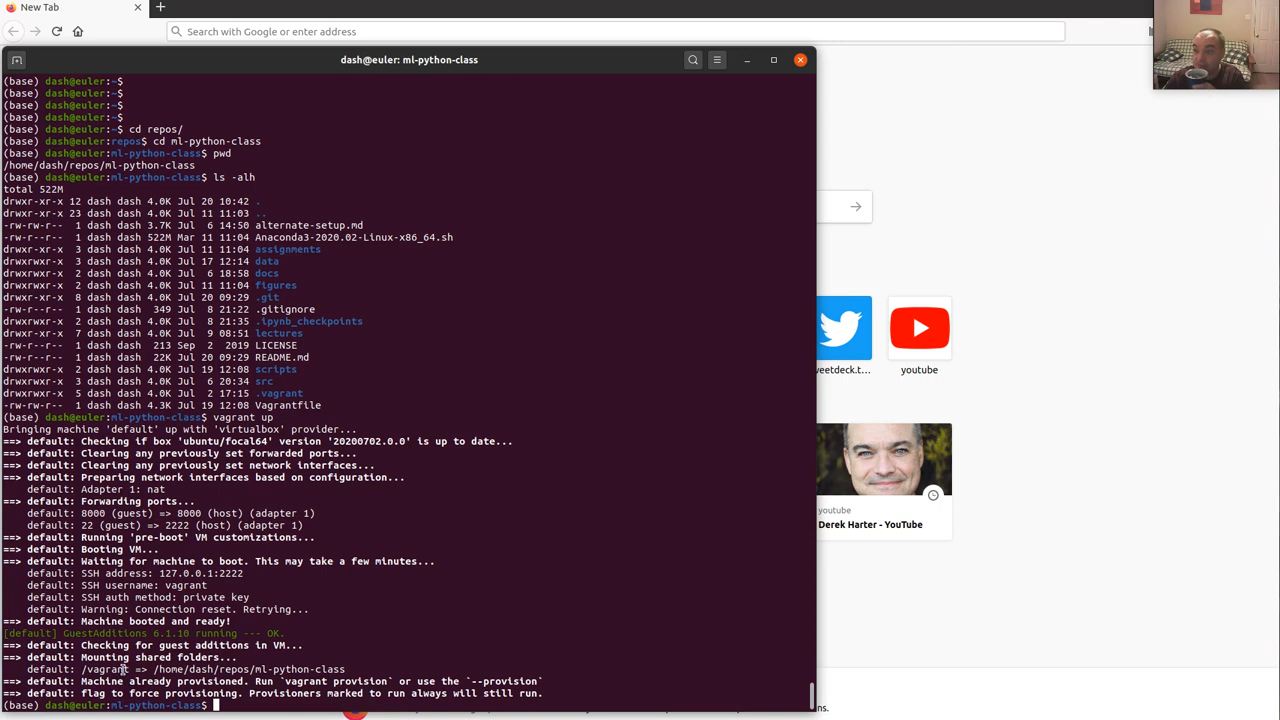 New Tab
Search with Google or enter address
dash@euler: ml-python-class
(base) dash@euler:~$
(base) dash@euler:~$
(base) dash@euler:~$
(base) dash@euler:~$
(base) dash@euler:~$ cd repos/
(base) dash@euler:repos$ cd ml-python-class
(base) dash@euler:ml-python-class$ pwd
/home/dash/repos/ml-python-class
(base) dash@euler:ml-python-class$ ls -alh
total 522M
drwxr-xr-x 12 dash dash 4.0K Jul 20 10:42 .
drwxr-xr-x 23 dash dash 4.0K Jul 11 11:03 ..
-rw-rw-r-- 1 dash dash 3.7K Jul 6 14:50 alternate-setup.md
-rw-r--r-- 1 dash dash 522M Mar 11 11:04 Anaconda3-2020.02-Linux-x86_64.sh
drwxr-xr-x 3 dash dash 4.0K Jul 11 11:04 assignments
drwxrwxr-x 3 dash dash 4.0K Jul 17 12:14 data
drwxrwxr-x 2 dash dash 4.0K Jul 6 18:58 docs
drwxrwxr-x 2 dash dash 4.0K Jul 11 11:04 figures
drwxrwxr-x 8 dash dash 4.0K Jul 20 09:29 .git
-rw-r--r-- 1 dash dash 349 Jul 8 21:22 .gitignore
drwxrwxr-x 2 dash dash 4.0K Jul 8 21:35 .ipynb_checkpoints
drwxrwxr-x 7 dash dash 4.0K Jul 9 08:51 lectures
-rw-rw-r-- 1 dash dash 213 Sep 2 2019 LICENSE
-rw-rw-r-- 1 dash dash 22K Jul 20 09:29 README.md
drwxrwxr-x 2 dash dash 4.0K Jul 19 12:08 scripts
drwxrwxr-x 3 dash dash 4.0K Jul 6 20:34 src
drwxrwxr-x 5 dash dash 4.0K Jul 2 17:15 .vagrant
-rw-rw-r-- 1 dash dash 4.3K Jul 19 12:08 Vagrantfile
(base) dash@euler:ml-python-class$ vagrant up
Bringing machine 'default' up with 'virtualbox' provider...
==> default: Checking if box 'ubuntu/focal64' version '20200702.0.0' is up to date...
==> default: Clearing any previously set forwarded ports...
==> default: Clearing any previously set network interfaces...
==> default: Preparing network interfaces based on configuration...
default: Adapter 1: nat
==> default: Forwarding ports...
default: 8000 (guest) => 8000 (host) (adapter 1)
default: 22 (guest) => 2222 (host) (adapter 1)
==> default: Running 'pre-boot' VM customizations...
==> default: Booting VM...
==> default: Waiting for machine to boot. This may take a few minutes...
default: SSH address: 127.0.0.1:2222
default: SSH username: vagrant
default: SSH auth method: private key
default: Warning: Connection reset. Retrying...
==> default: Machine booted and ready!
[default] GuestAdditions 6.1.10 running --- OK.
==> default: Checking for guest additions in VM...
==> default: Mounting shared folders...
default: /vagrant => /home/dash/repos/ml-python-class
==> default: Machine already provisioned. Run `vagrant provision` or use the `--provision`
==> default: flag to force provisioning. Provisioners marked to run always will still run.
(base) dash@euler:ml-python-class$
weetdeck.t...
youtube
youtube
Derek Harter - YouTube
ns.